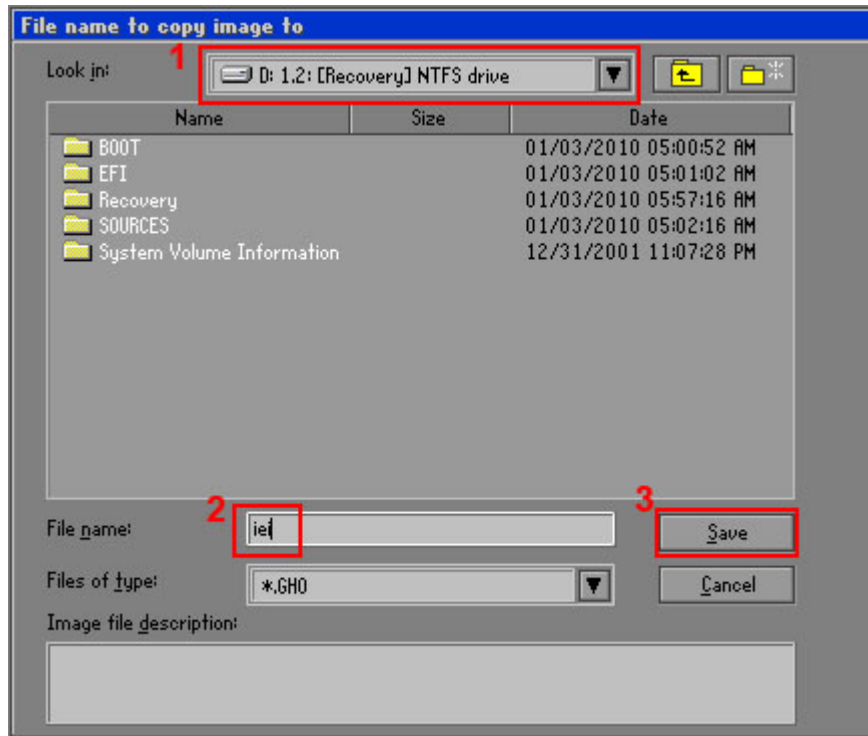 File name to copy image to
1
Look in: D: 1.2: [Recovery] NTFS drive
Name Size Date
BOOT 01/03/2010 05:00:52 AM
EFI 01/03/2010 05:01:02 AM
Recovery 01/03/2010 05:57:16 AM
SOURCES 01/03/2010 05:02:16 AM
System Volume Information 12/31/2001 11:07:28 PM
2 3
File name: iei Save
Files of type: *.GHO Cancel
Image file description: